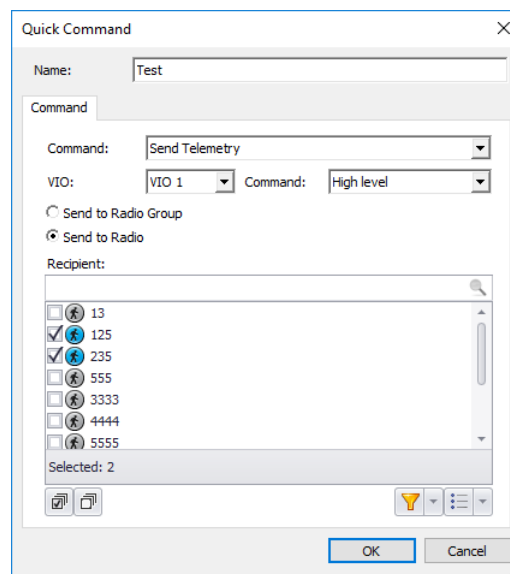 Quick Command
Name: Test
Command
Command: Send Telemetry
VIO: VIO 1 Command: High level
Send to Radio Group
Send to Radio
Recipient:
13
125
235
555
3333
4444
5555
Selected: 2
OK Cancel